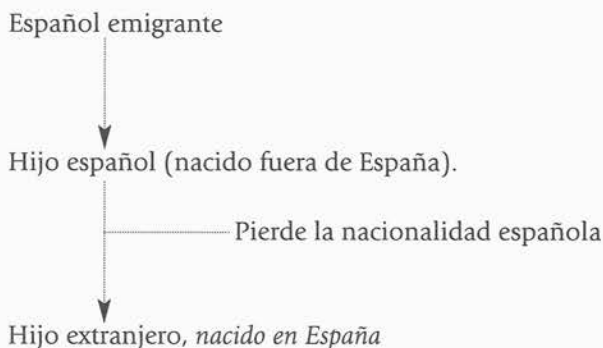 Español emigrante
Hijo español (nacido fuera de España).
Pierde la nacionalidad española
Hijo extranjero, nacido en España